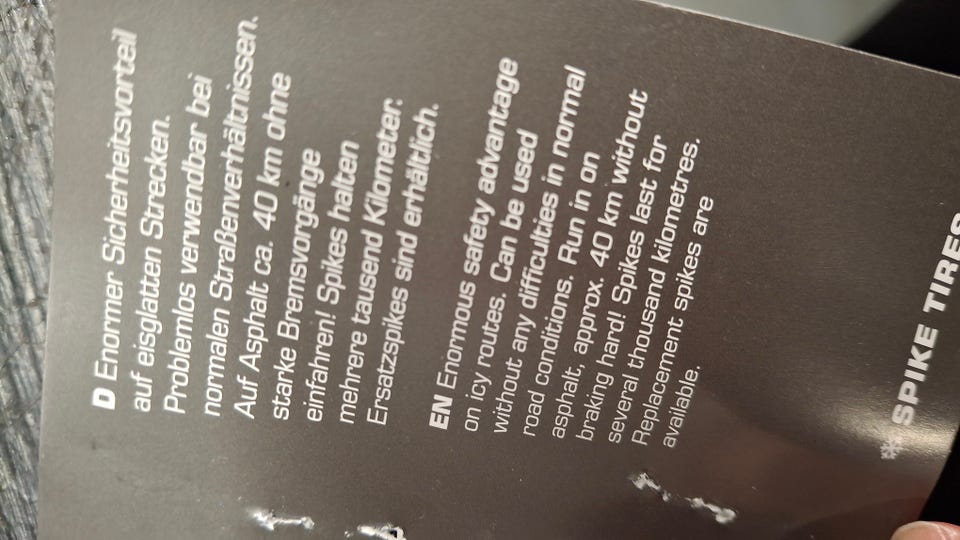 D Enormer Sicherheitsvorteil
auf eisglatten Strecken.
Problemlos verwendbar bei
normalen Straßenverhältnissen.
Auf Asphalt ca. 40 km ohne
starke Bremsvorgänge
einfahren! Spikes halten
mehrere tausend Kilometer:
Ersatzspikes sind erhältlich.
EN Enormous safety advantage
on icy routes. Can be used
without any difficulties in normal
road conditions. Run in on
asphalt, approx. 40 km without
braking hard! Spikes last for
several thousand kilometres.
Replacement spikes are
available.
SPIKE TIRES